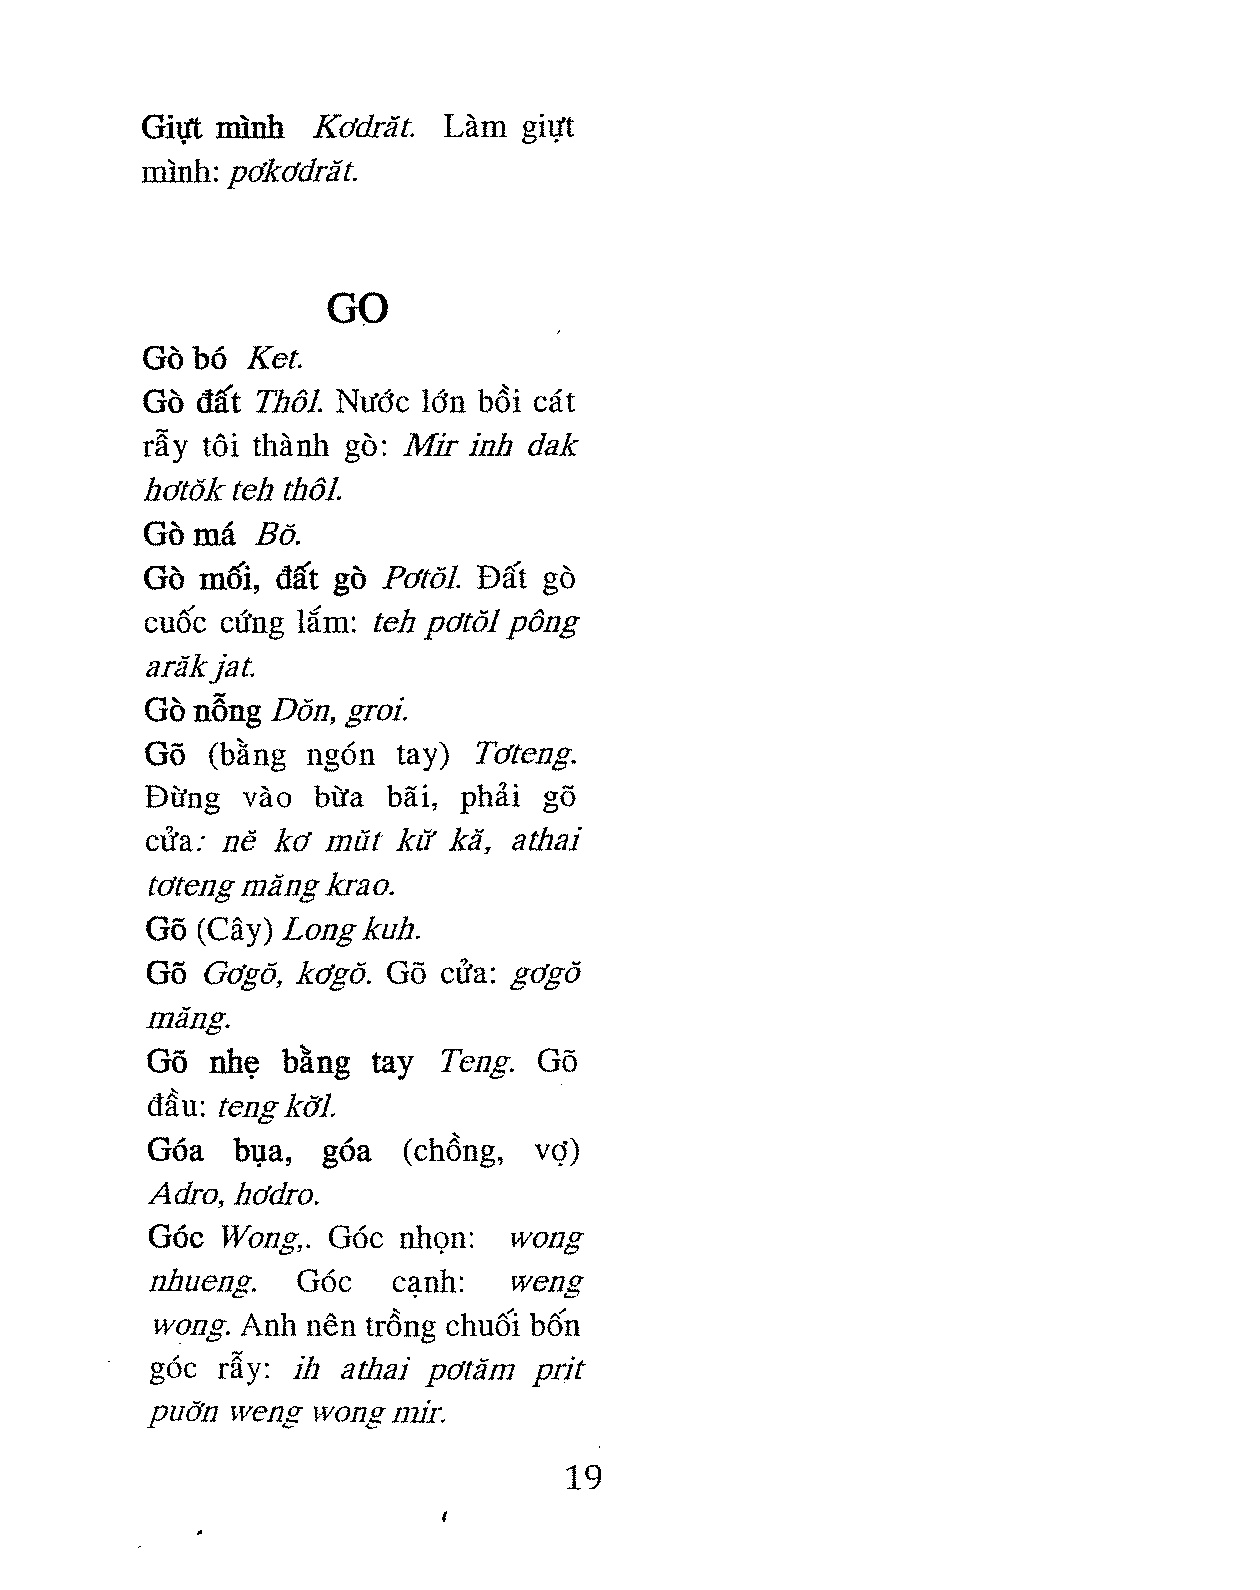 Giựt mình Kơdrăt. Làm giựt
mình: pơkơdrăt.
GO
Gò bó Ket.
Gò đất Thôl. Nước lớn bồi cát
rẫy tôi thành gò: Mir inh dak
hơtŏk teh thôl.
Gò má Bŏ.
Gò mối, đất gò Pơtŏl. Đất gò
cuốc cứng lắm: teh pơtŏl pông
arăk jat.
Gò nỗng Dŏn, groi.
Gõ (bằng ngón tay) Tơteng.
Đừng vào bừa bãi, phải gõ
cửa: nĕ kơ mŭt kư̆ kă, athai
tơteng măng krao.
Gõ (Cây) Long kuh.
Gõ Gơgŏ, kơgŏ. Gõ cửa: gơgŏ
măng.
Gõ nhẹ bằng tay Teng. Gõ
đầu: teng kơ̆l.
Góa bụa, góa (chồng, vợ)
Adro, hơdro.
Góc Wong,. Góc nhọn: wong
nhueng. Góc cạnh: weng
wong. Anh nên trồng chuối bốn
góc rẫy: ih athai pơtăm prit
puơ̆n weng wong mir.
19